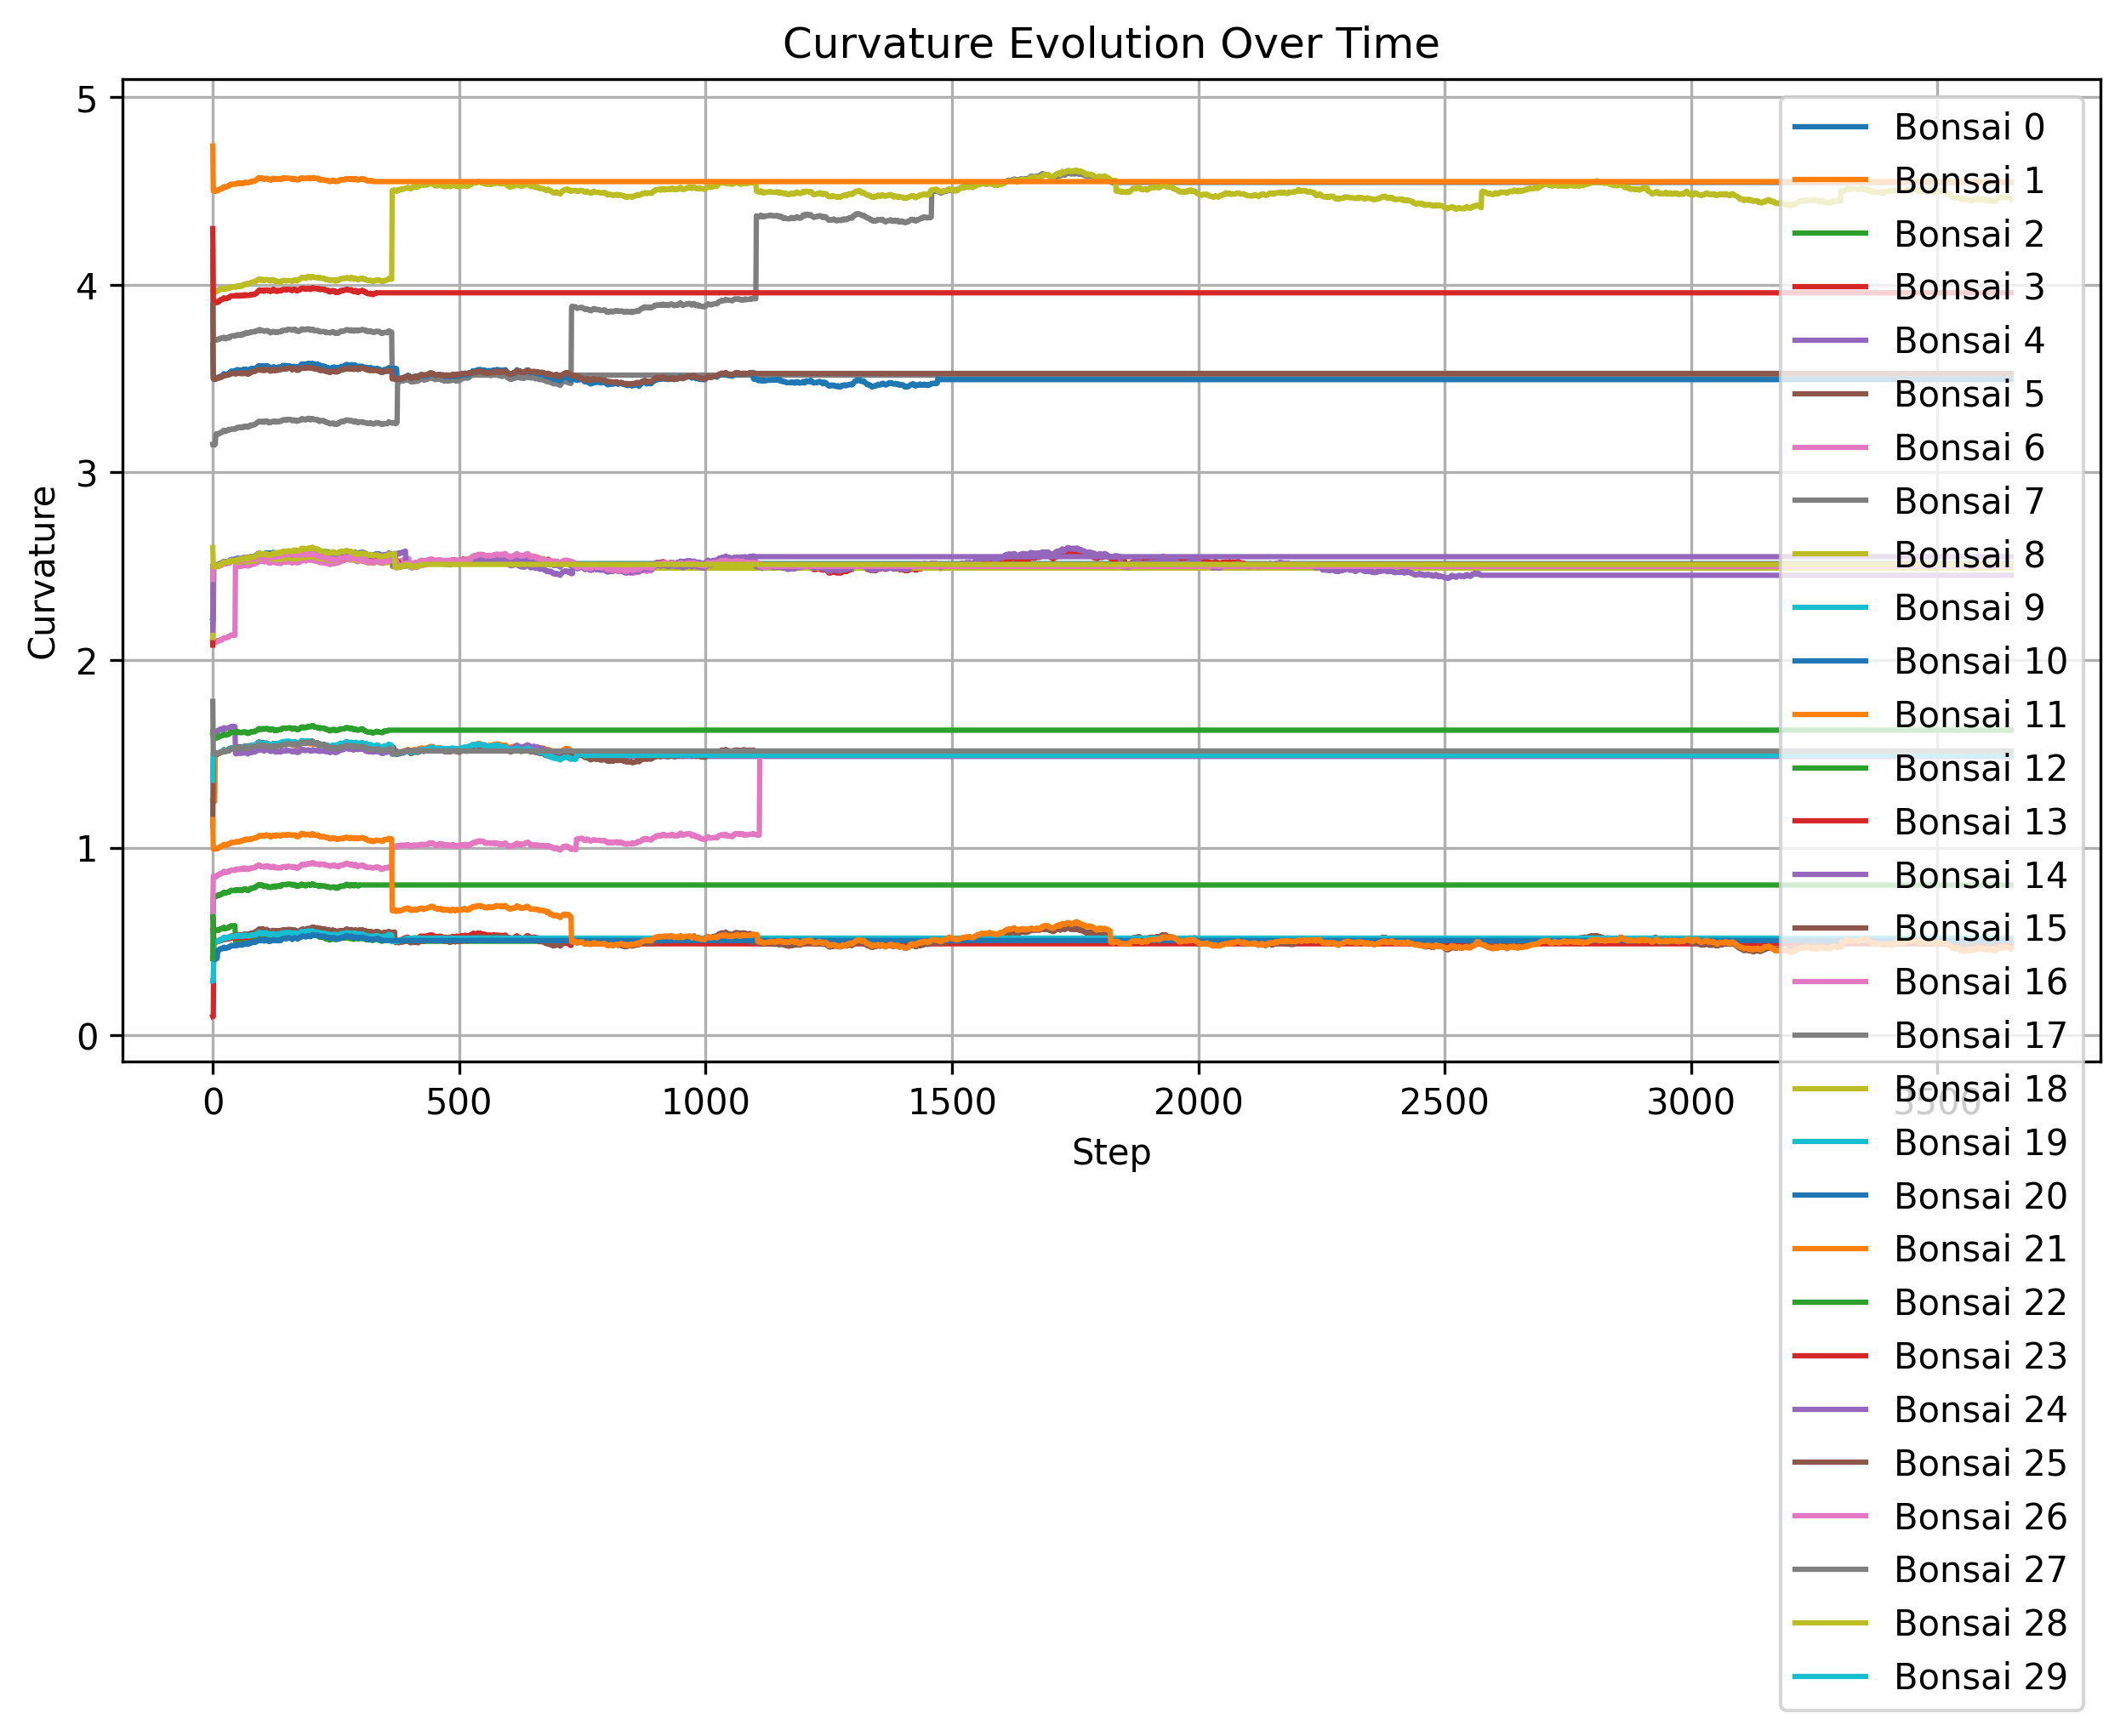 Curvature Evolution Over Time
Curvature
5
4
3
2
1
0
0
500
1000
1500
2000
2500
3000
3500
Step
Bonsai 0
Bonsai 1
Bonsai 2
Bonsai 3
Bonsai 4
Bonsai 5
Bonsai 6
Bonsai 7
Bonsai 8
Bonsai 9
Bonsai 10
Bonsai 11
Bonsai 12
Bonsai 13
Bonsai 14
Bonsai 15
Bonsai 16
Bonsai 17
Bonsai 18
Bonsai 19
Bonsai 20
Bonsai 21
Bonsai 22
Bonsai 23
Bonsai 24
Bonsai 25
Bonsai 26
Bonsai 27
Bonsai 28
Bonsai 29